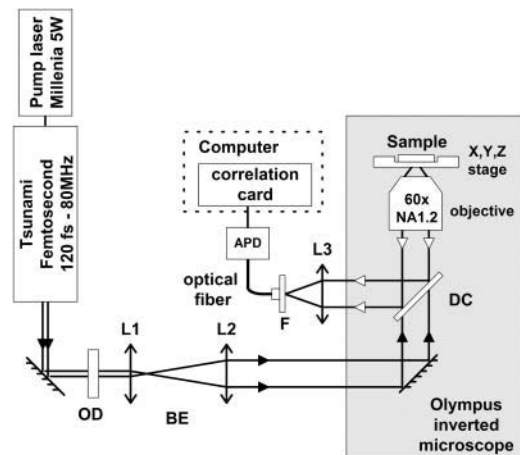 Pump laser
Millenia 5W
Tsunami
Femtosecond
120 fs - 80MHz
Computer
correlation
card
APD
optical
fiber
L3
F
Sample
X,Y,Z
stage
60x
NA1.2
objective
DC
L1
L2
OD
BE
Olympus
inverted
microscope